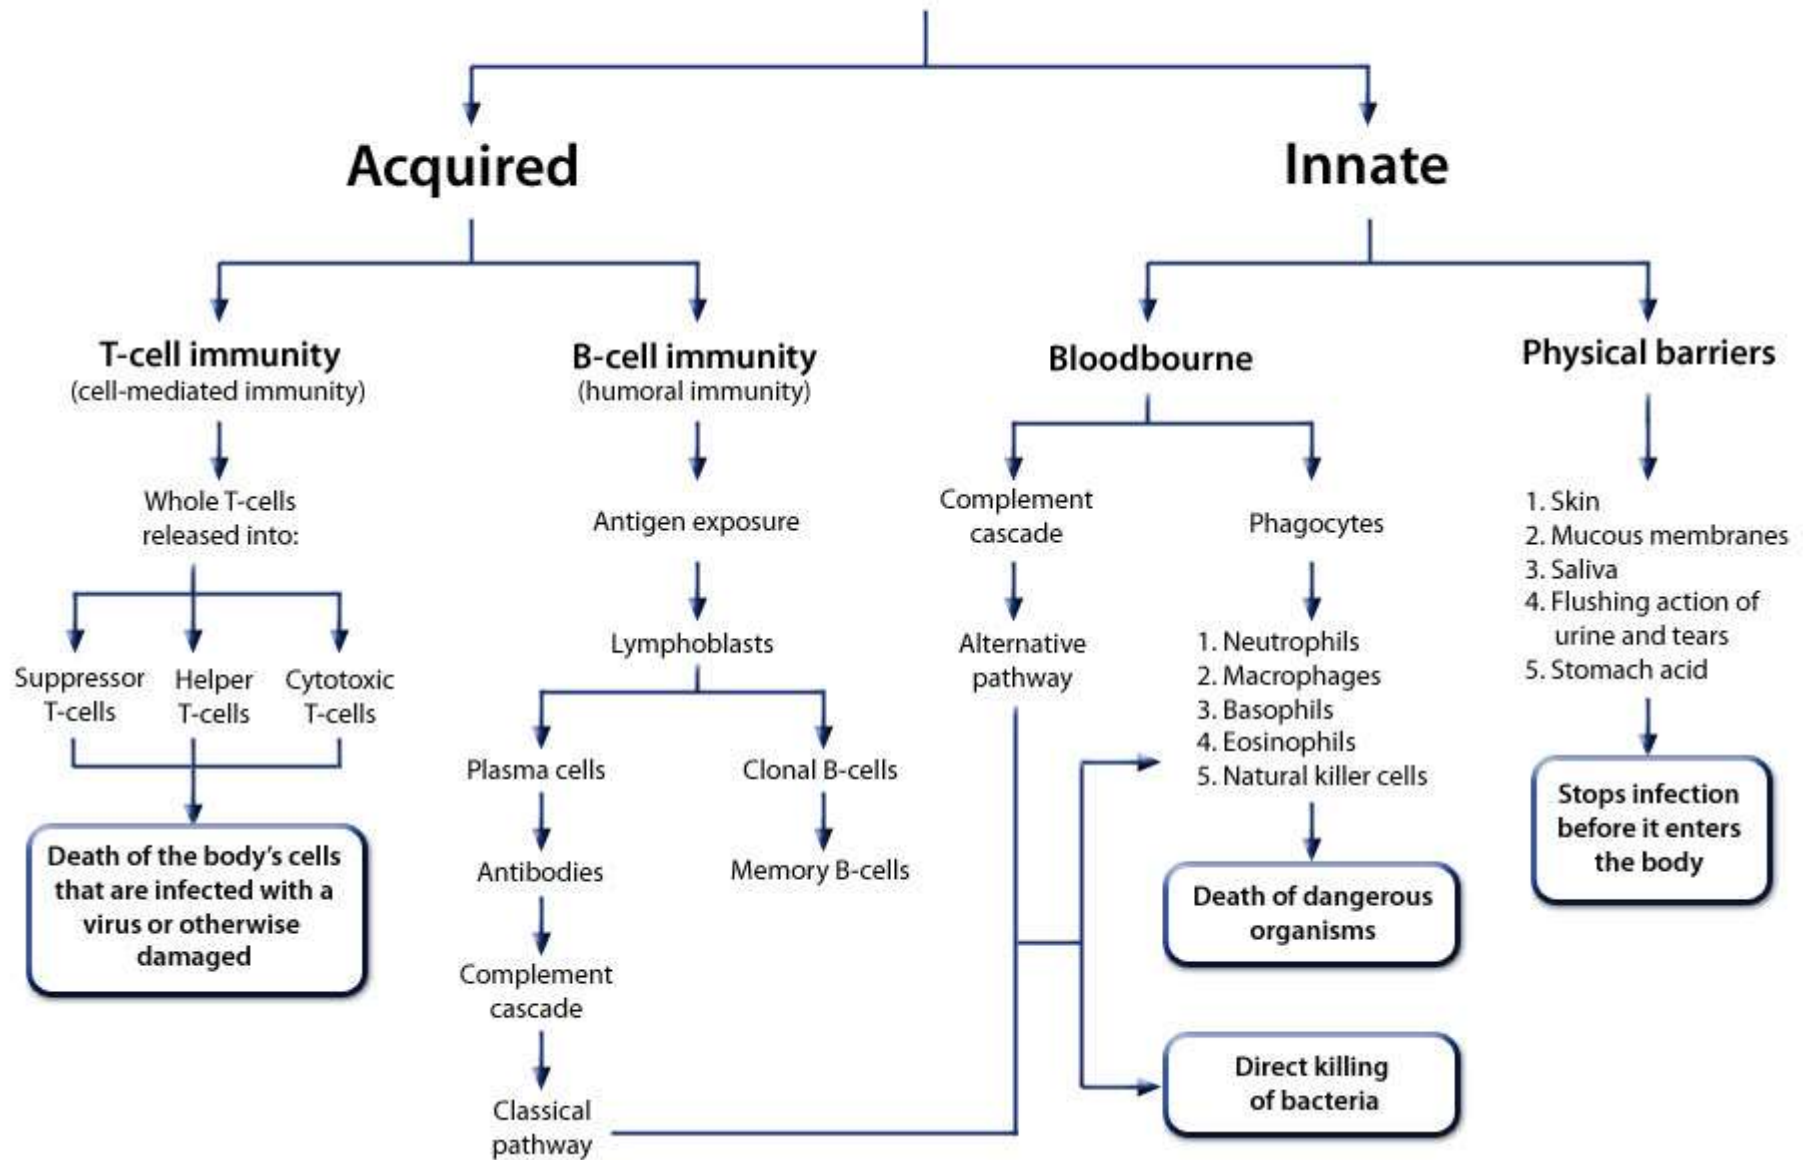 Acquired
Innate
T-cell immunity
(cell-mediated immunity)
B-cell immunity
(humoral immunity)
Bloodbourne
Physical barriers
Whole T-cells
released into:
Antigen exposure
Complement
cascade
Phagocytes
1. Skin
2. Mucous membranes
3. Saliva
4. Flushing action of
urine and tears
5. Stomach acid
Suppressor
T-cells
Helper
T-cells
Cytotoxic
T-cells
Lymphoblasts
Alternative
pathway
1. Neutrophils
2. Macrophages
3. Basophils
4. Eosinophils
5. Natural killer cells
Plasma cells
Clonal B-cells
Stops infection
before it enters
the body
Death of the body’s cells
that are infected with a
virus or otherwise
damaged
Antibodies
Memory B-cells
Death of dangerous
organisms
Complement
cascade
Direct killing
of bacteria
Classical
pathway